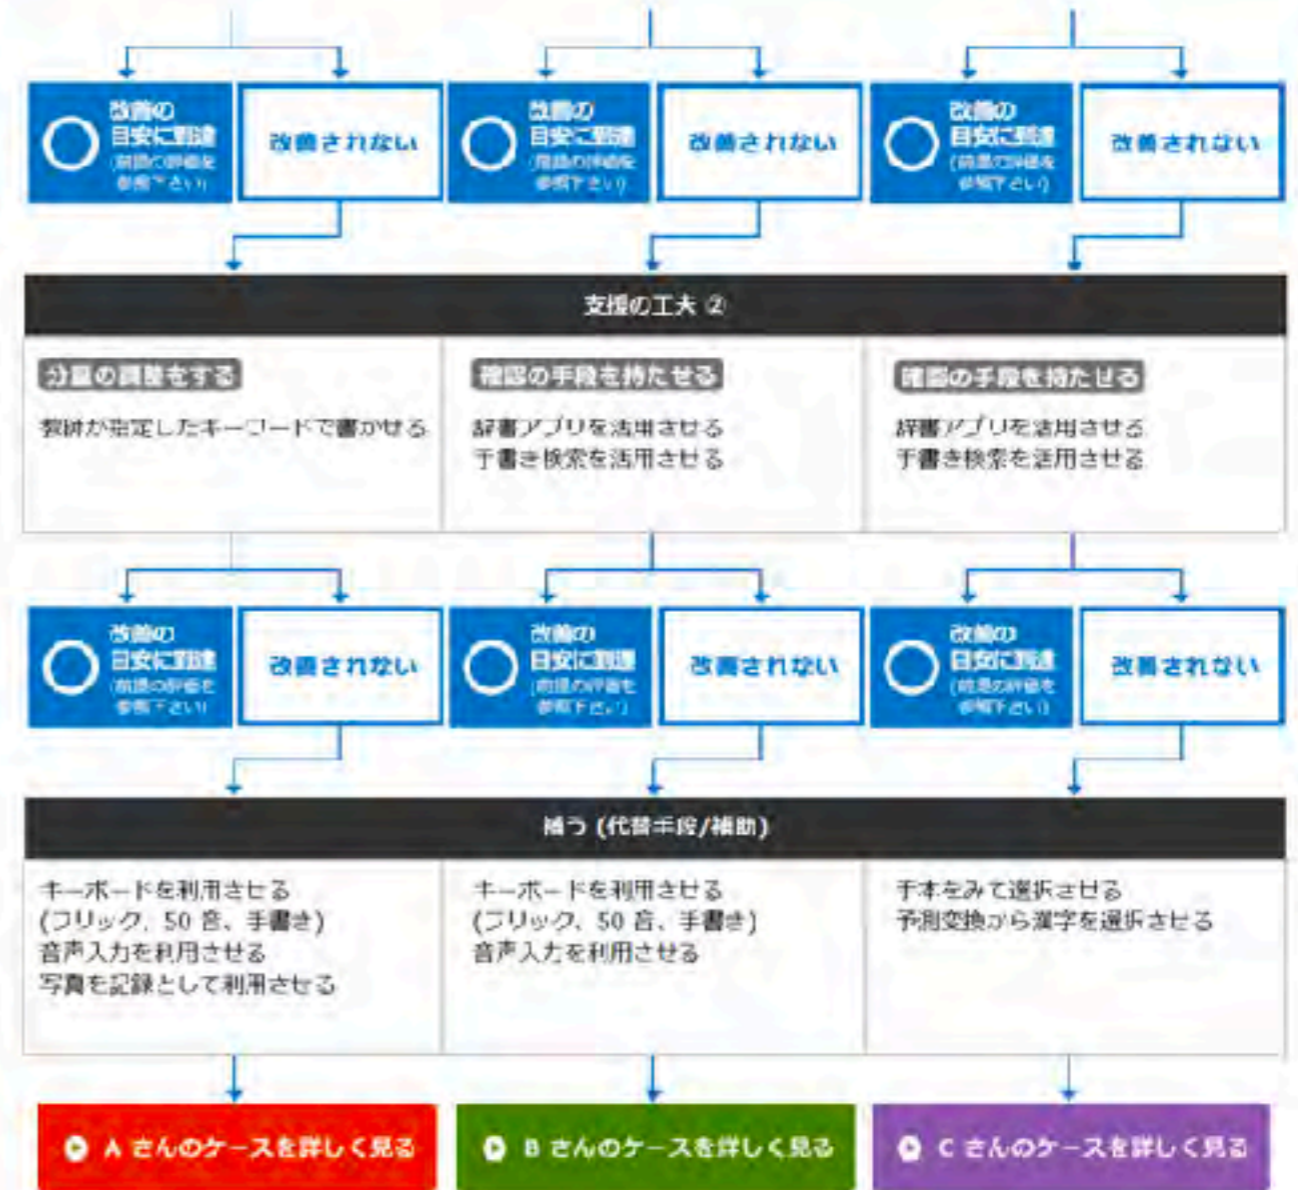 改善の
目安に到達
(前提の評価を
参照下さい)
改善されない
改善の
目安に到達
(前提の評価を
参照下さい)
改善されない
改善の
目安に到達
(前提の評価を
参照下さい)
改善されない
支援の工夫 ②
分量の調整をする
教師が指定したキーワードで書かせる
確認の手段を持たせる
辞書アプリを活用させる
手書き検索を活用させる
確認の手段を持たせる
辞書アプリを活用させる
手書き検索を活用させる
改善の
目安に到達
(前提の評価を
参照下さい)
改善されない
改善の
目安に到達
(前提の評価を
参照下さい)
改善されない
改善の
目安に到達
(前提の評価を
参照下さい)
改善されない
補う (代替手段/補助)
キーボードを利用させる
(フリック、50 音、手書き)
音声入力を利用させる
写真を記録として利用させる
キーボードを利用させる
(フリック、50 音、手書き)
音声入力を利用させる
手本をみて選択させる
予測変換から漢字を選択させる
A さんのケースを詳しく見る
B さんのケースを詳しく見る
C さんのケースを詳しく見る